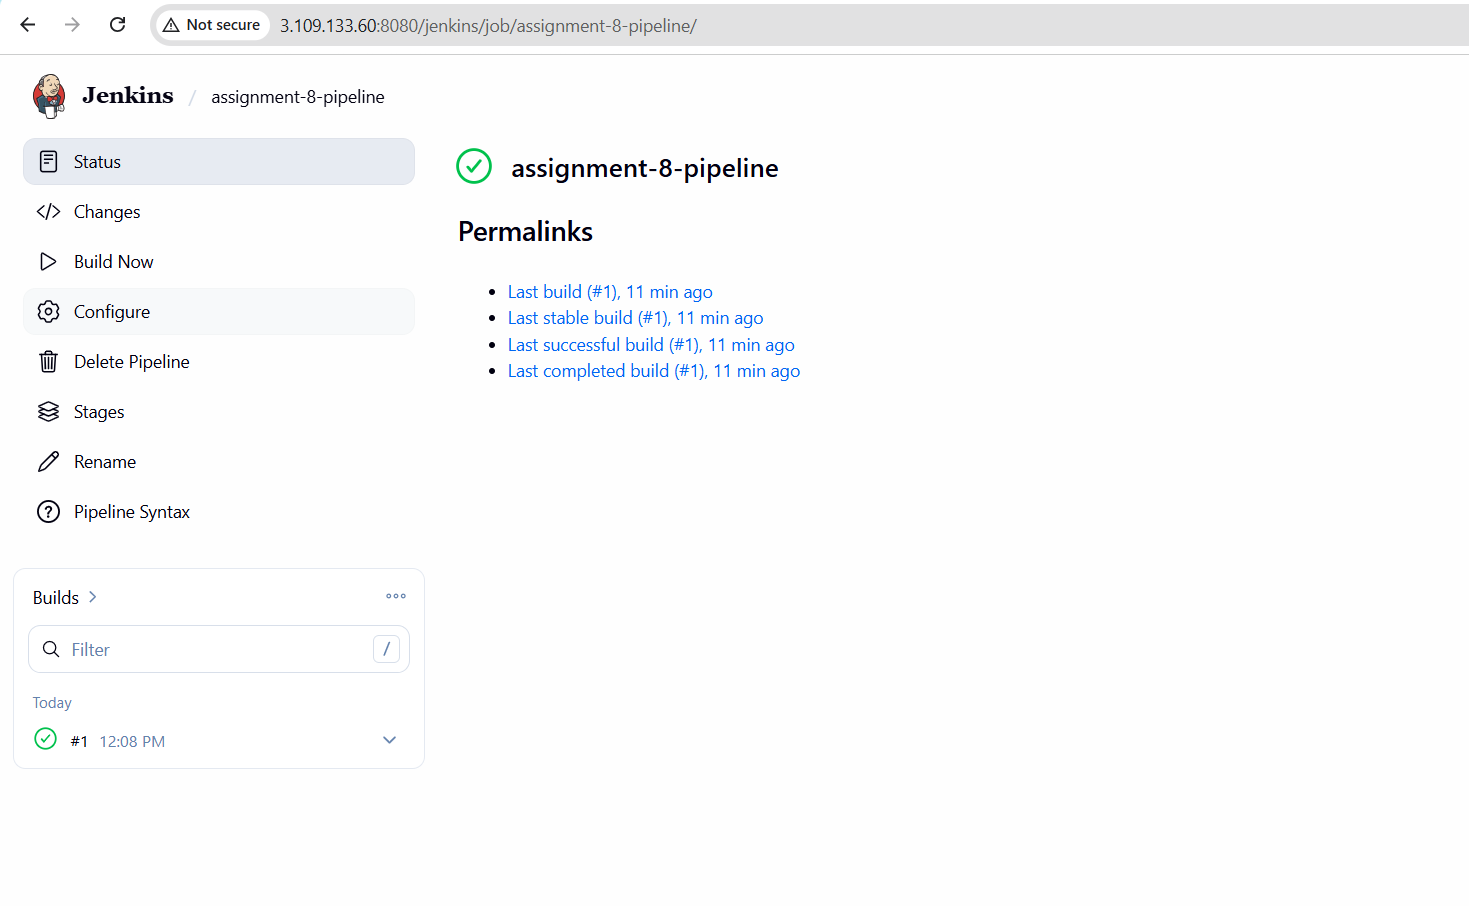 Not secure 3.109.133.60:8080/jenkins/job/assignment-8-pipeline/
Jenkins / assignment-8-pipeline
Status
Changes
Build Now
Configure
Delete Pipeline
Stages
Rename
Pipeline Syntax
Builds
Filter /
Today
#1 12:08 PM
assignment-8-pipeline
Permalinks
Last build (#1), 11 min ago
Last stable build (#1), 11 min ago
Last successful build (#1), 11 min ago
Last completed build (#1), 11 min ago